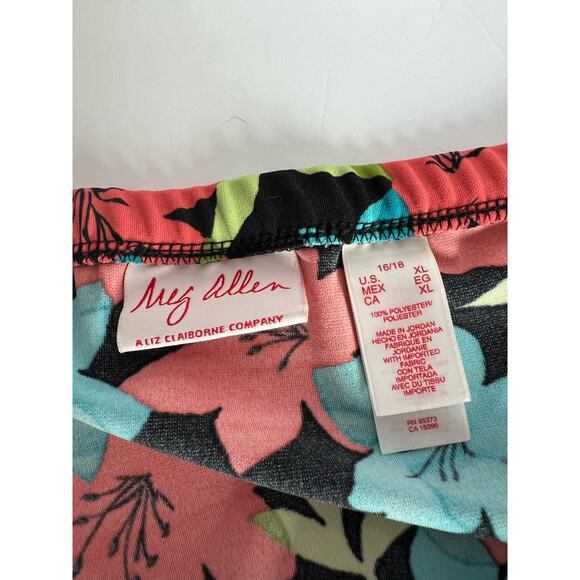 Meg Allen
A LIZ CLAIBORNE COMPANY
16/18
U.S. XL
MEX EG
CA XL
100% POLYESTER/
POLIESTER
MADE IN JORDAN
HECHO EN JORDANIA
FABRIQUE EN
JORDANIE
WITH IMPORTED
FABRIC
CON TELA
IMPORTADA
AVEC DU TISSU
IMPORTE
RN 85373
CA 16396